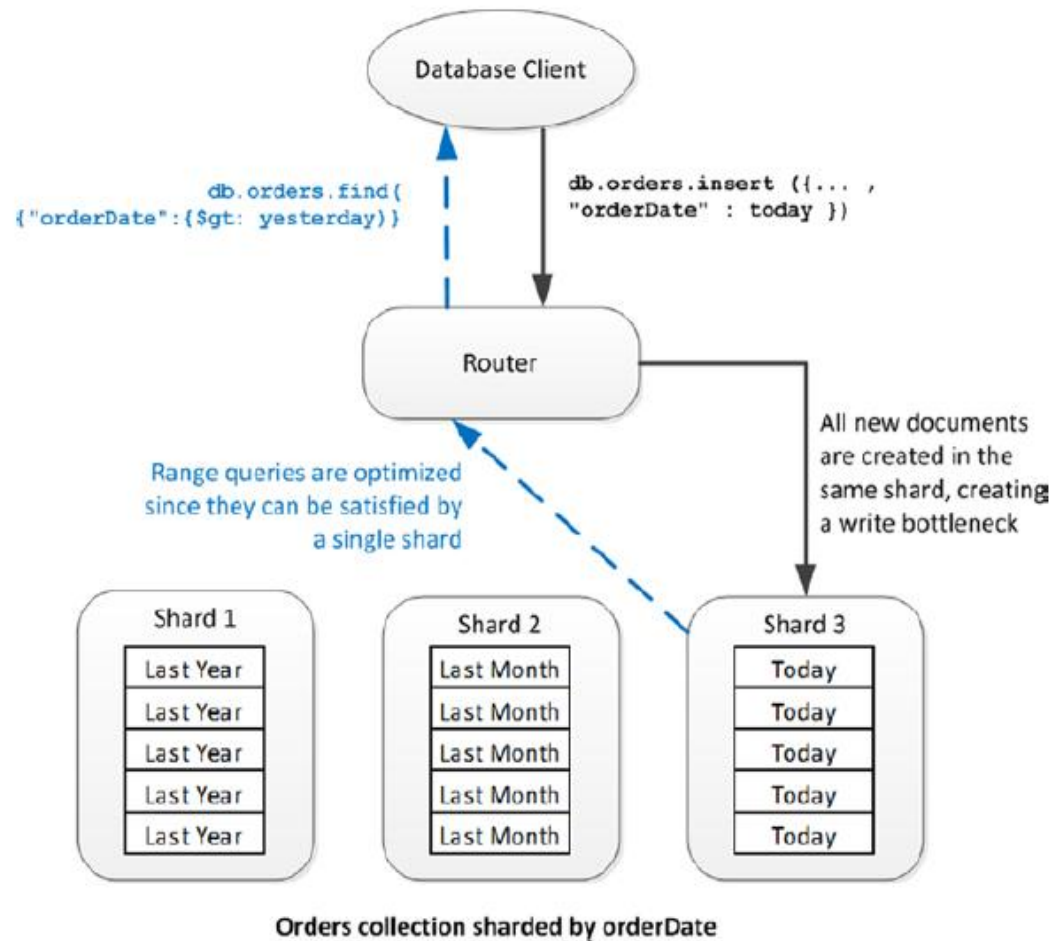 Database Client
db.orders.find(
{"orderDate":{$gt: yesterday)}
db.orders.insert ({... ,
"orderDate" : today })
Router
Range queries are optimized
since they can be satisfied by
a single shard
All new documents
are created in the
same shard, creating
a write bottleneck
Shard 1
Last Year
Last Year
Last Year
Last Year
Last Year
Shard 2
Last Month
Last Month
Last Month
Last Month
Last Month
Shard 3
Today
Today
Today
Today
Today
Orders collection sharded by orderDate